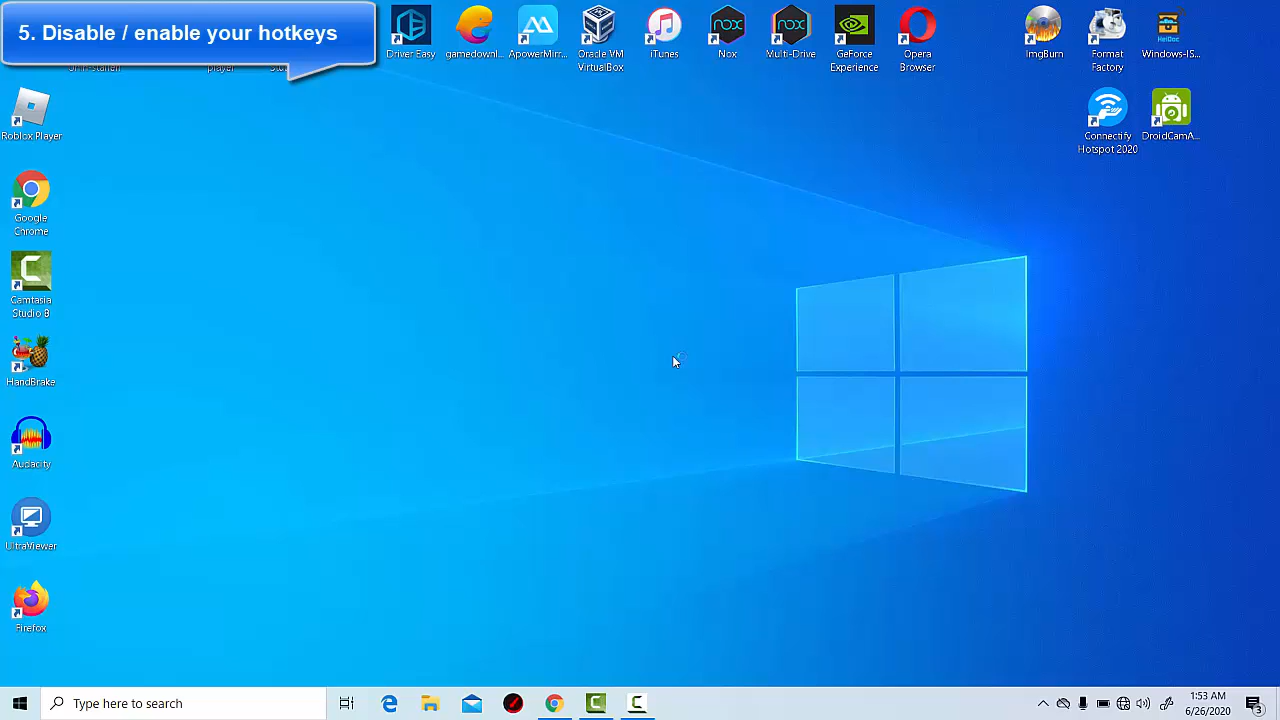 5. Disable / enable your hotkeys
player
Driver Easy
gamedownl...
ApowerMirr...
Oracle VM
VirtualBox
iTunes
Nox
Multi-Drive
GeForce
Experience
Opera
Browser
ImgBurn
Format
Factory
Windows-IS...
Roblox Player
Connectify
Hotspot 2020
DroidCamA...
Google
Chrome
Camtasia
Studio 8
HandBrake
Audacity
UltraViewer
Firefox
Type here to search
1:53 AM
6/26/2020
3